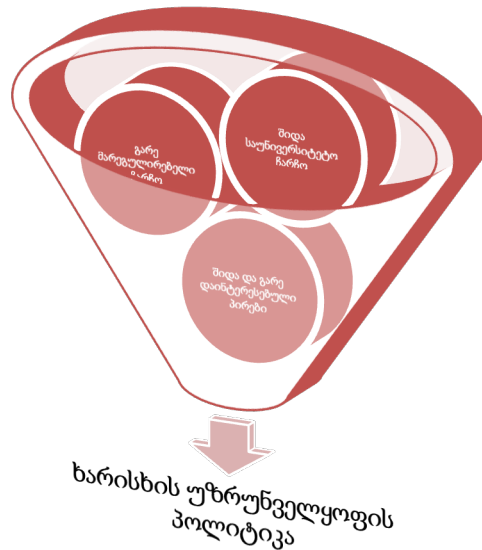 გარე
მარეგულირებელი
ჩარჩო
შიდა
საუნივერსიტეტო
ჩარჩო
შიდა და გარე
დაინტერესებული
პირები
ხარისხის უზრუნველყოფის
პოლიტიკა